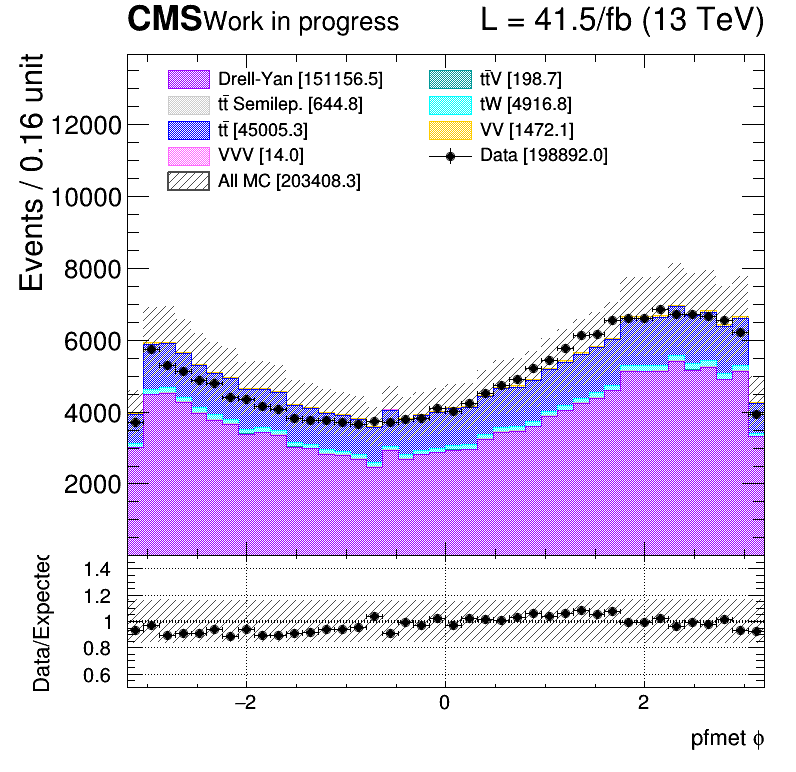 CMS Work in progress L = 41.5/fb (13 TeV)
Events / 0.16 unit
12000
10000
8000
6000
4000
2000
Drell-Yan [151156.5]
tt̄ Semilep. [644.8]
tt̄ [45005.3]
VVV [14.0]
All MC [203408.3]
tt̄V [198.7]
tW [4916.8]
VV [1472.1]
Data [198892.0]
Data/Expected
1.4
1.2
1
0.8
0.6
−2 0 2
pfmet ϕ